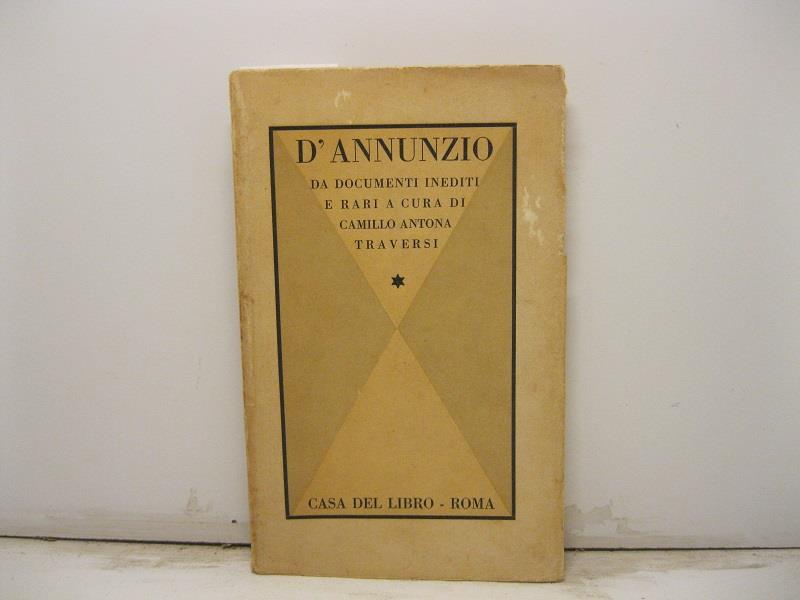 D'ANNUNZIO
DA DOCUMENTI INEDITI
E RARI A CURA DI
CAMILLO ANTONA
TRAVERSI
CASA DEL LIBRO - ROMA